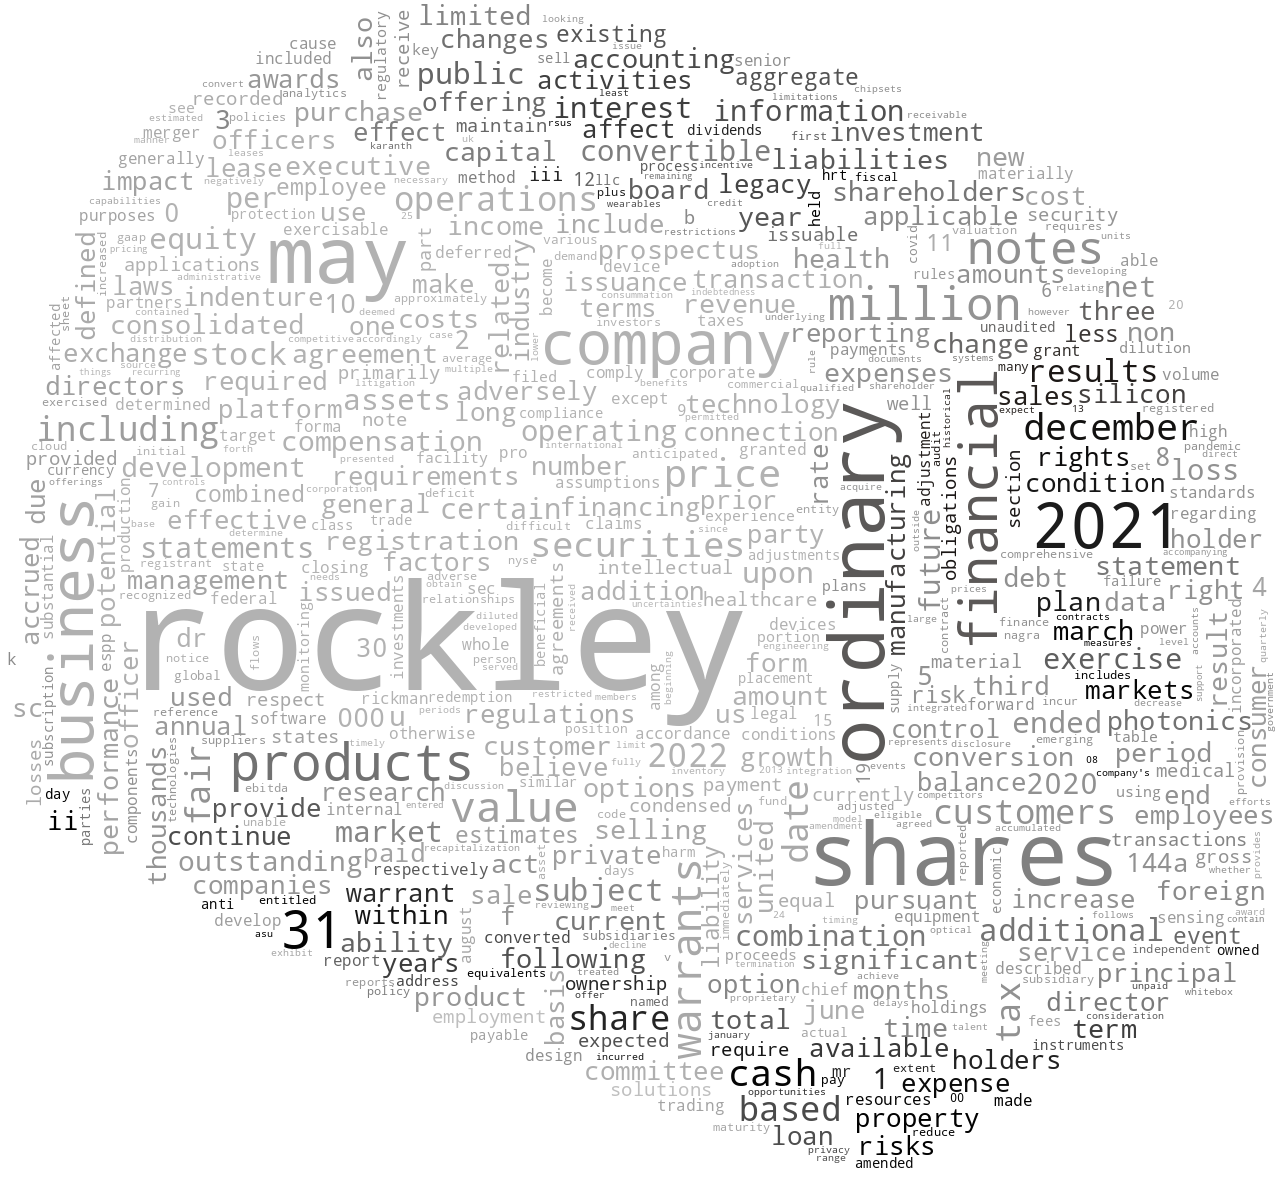 limited
looking
also
regulatory
receive
changes existing
cause
key
issue
included
sell accounting senior
convert awards public activities aggregate
analytics
least
chipsets
recorded
limitations
see
purchase offering interest information receivable
estimated 3 policies
effect maintain rsus affect dividends first investment
merger officers
manner
uk
karanth
leases
capital convertible liabilities new
generally lease executive
process incentive
materially
negatively
necessary method iii 12 llc remaining
hrt fiscal
impact per employee operations plus board legacy held shareholders cost
capabilities
wearables credit
purposes 0 protection use
25
b year applicable security
exercisable income include restrictions issuable
covid
valuation requires
gaap equity part deferred various prospectus full 11 notes units
defined increased pricing
may
demand device adoption health
able
applications industry become issuance transaction rules amounts developing
administrative
laws make
consummation indebtedness
6 relating net
partners indenture 10 deemed approximately terms revenue million
contained
related
investors taxes underlying
however three 20
affected sheet consolidated one costs case 2 lower company reporting unaudited less non
distribution competitive accordingly
rule payments change grant dilution
source
average
documents systems
exchange stock agreement multiple comply corporate expenses many results
things recurring
primarily litigation filed benefits commercial qualified shareholder
volume
directors required assets adversely except permitted technology well sales silicon
exercised determined
9
expect 13 registered
platform forma note long compliance
historical
including target compensation operating connection ordinary financial december high
cloud initial forth
international
adjustment audit
pandemic
provided presented facility pro anticipated granted rights set 8 direct
currency development requirements number price rate acquire manufacturing section condition loss
offerings controls
assumptions
7 gain combined corporation deficit
obligations
standards
due base effective general class trade certain financing prior entity outside 2021 regarding
production determine
difficult claims experience since
accrued substantial business potential statements registration closing factors nyse securities party future holder
registrant state
adjustments comprehensive accompanying
management needs adverse intellectual upon plans statement
recognized federal issued obtain sec addition healthcare debt failure
prices
relationships uncertainties
large contract plan data right 4
rockley
monitoring investments diluted developed beneficial received
devices
finance contracts
dr 30 whole agreements portion engineering nagra march power
k espp officer notice flows person
form supply material measures level accounts quarterly
global
served
placement 5 exercise result incorporated
used respect rickman redemption restricted members among beginning amount risk third includes
integrated forward incur markets decrease support
sc reference
software 000 u regulations us legal 15
annual states otherwise periods position accordance conditions control ended photonics consumer government
subscription
suppliers timely customer limit 2022 growth represents disclosure emerging table
performance components thousands technologies fair products believe fully inventory 2013 integration 19 events period
losses
ebitda research discussion similar options payment conversion 08 company's medical provision
day
provide internal entered value condensed fund currently balance 2020 using end
unable
code
adjusted competitors efforts
ii parties continue market estimates selling date model eligible customers employees
recapitalization
amendment agreed accumulated
outstanding paid act asset private harm services united shares reported transactions provides
respectively
days
144a gross
companies warrant sale subject liability immediately equal economic whether
anti entitled
reviewing meet
pursuant increase foreign
develop 31 within f current warrants 24 timing equipment follows award
asu
ability august converted subsidiaries combination optical additional sensing contain event
exhibit
decline
report years following v proceeds significant meeting service independent owned
reports address equivalents treated termination achieve described
policy
basis ownership option chief months subsidiary principal unpaid
product offer named proprietary holdings director whitebox
employment share total june delays tax consideration
payable expected january actual time talent fees term
design incurred require available instruments
committee cash mr extent holders
solutions pay 1 expense
opportunities
trading resources 00 made
based property
maturity loan reduce
privacy risks
range amended